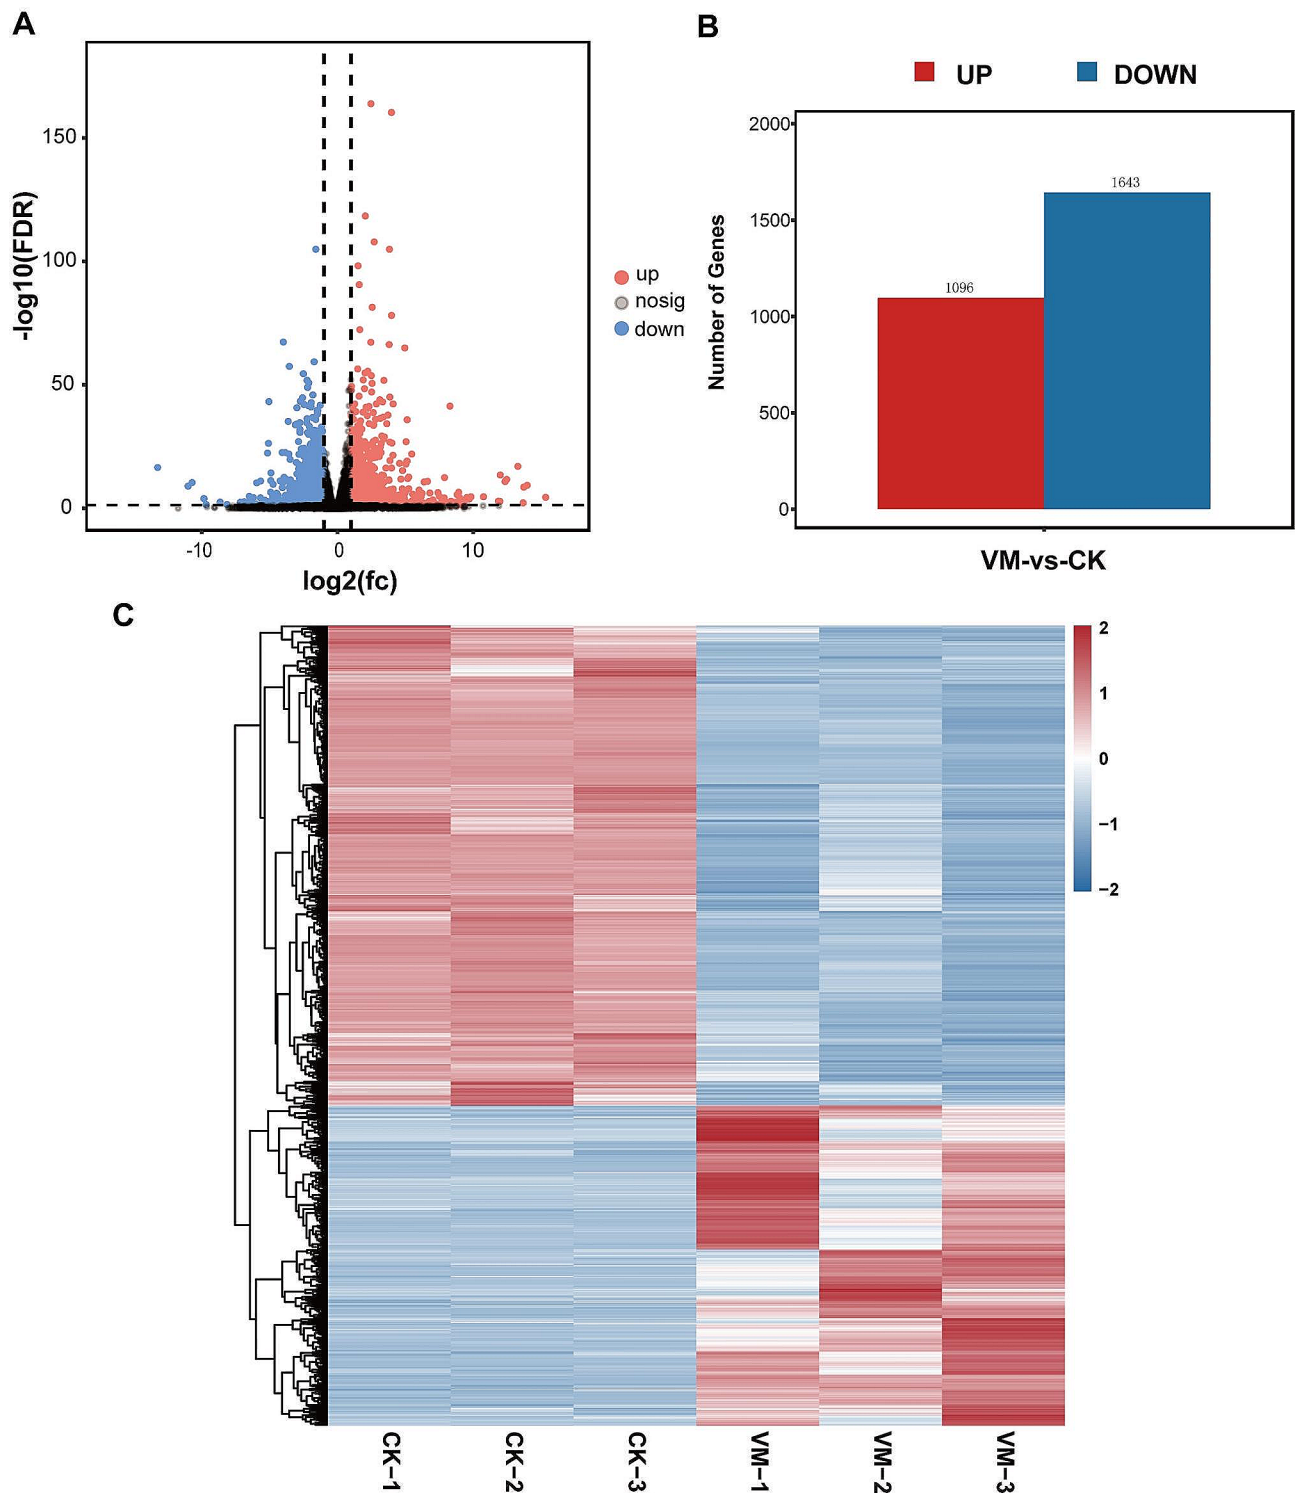 A
-log10(FDR)
150
100
50
0
-10
0
10
log2(fc)
up
nosig
down
B
UP
DOWN
Number of Genes
2000
1500
1000
500
0
1096
1643
VM-vs-CK
C
2
1
0
−1
−2
CK−1
CK−2
CK−3
VM−1
VM−2
VM−3